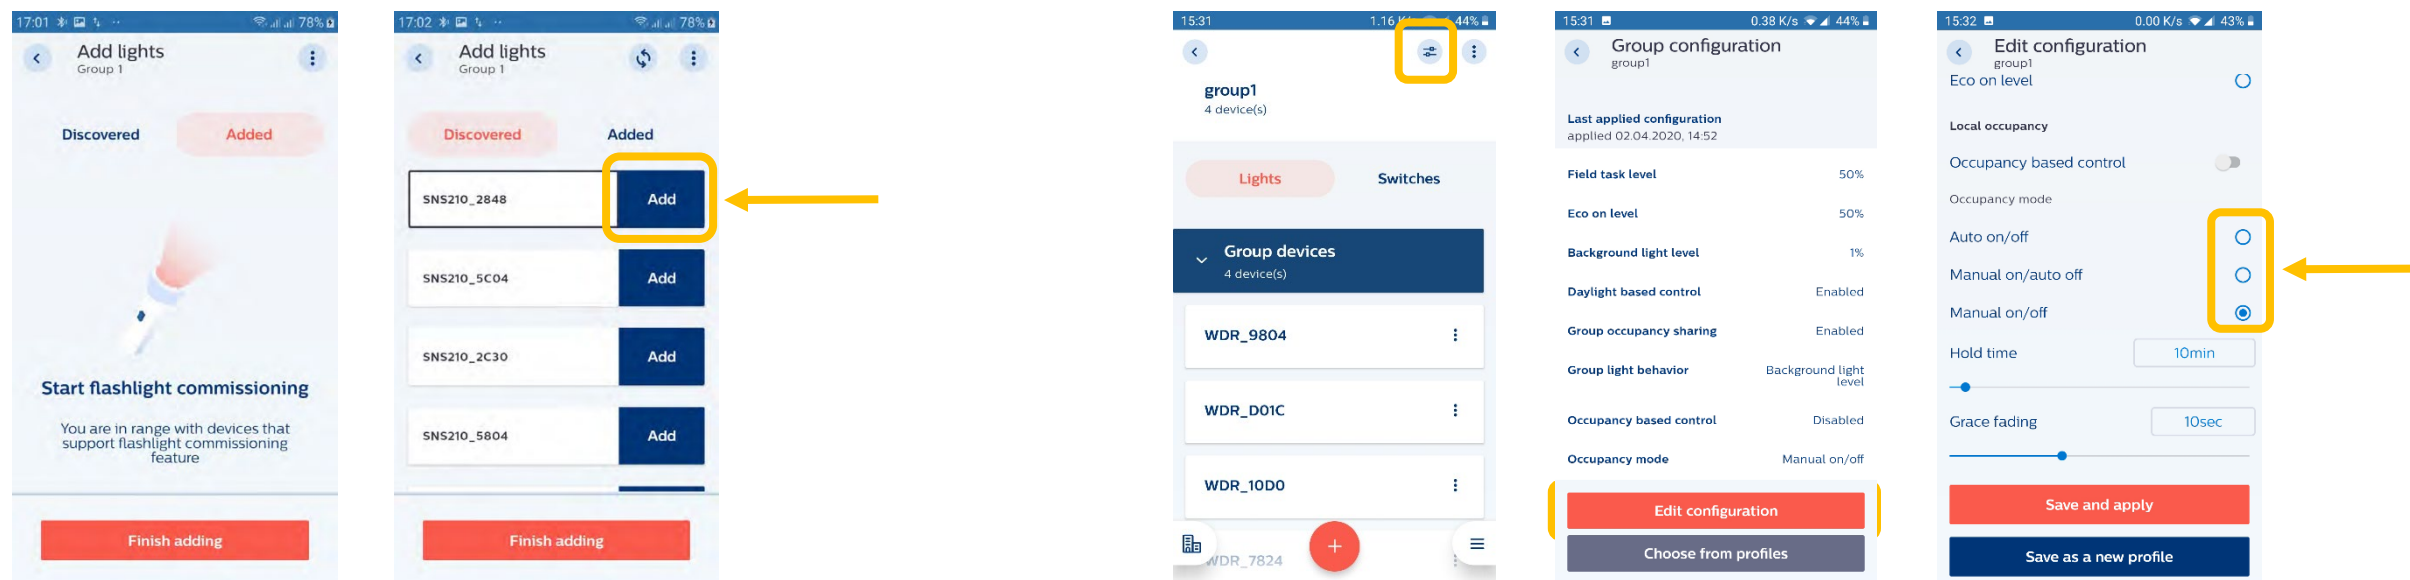 17:01 78%
Add lights
Group 1
Discovered Added
Start flashlight commissioning
You are in range with devices that
support flashlight commissioning
feature
Finish adding
17:02 78%
Add lights
Group 1
Discovered Added
SNS210_2848 Add
SNS210_5C04 Add
SNS210_2C30 Add
SNS210_5804 Add
Finish adding
15:31 1.16 K/s 44%
group1
4 device(s)
Lights Switches
Group devices
4 device(s)
WDR_9804
WDR_D01C
WDR_10D0
WDR_7824
15:31 0.38 K/s 44%
Group configuration
group1
Last applied configuration
applied 02.04.2020, 14:52
Field task level 50%
Eco on level 50%
Background light level 1%
Daylight based control Enabled
Group occupancy sharing Enabled
Group light behavior Background light
level
Occupancy based control Disabled
Occupancy mode Manual on/off
Edit configuration
Choose from profiles
15:32 0.00 K/s 43%
Edit configuration
group1
Eco on level
Local occupancy
Occupancy based control
Occupancy mode
Auto on/off
Manual on/auto off
Manual on/off
Hold time 10min
Grace fading 10sec
Save and apply
Save as a new profile